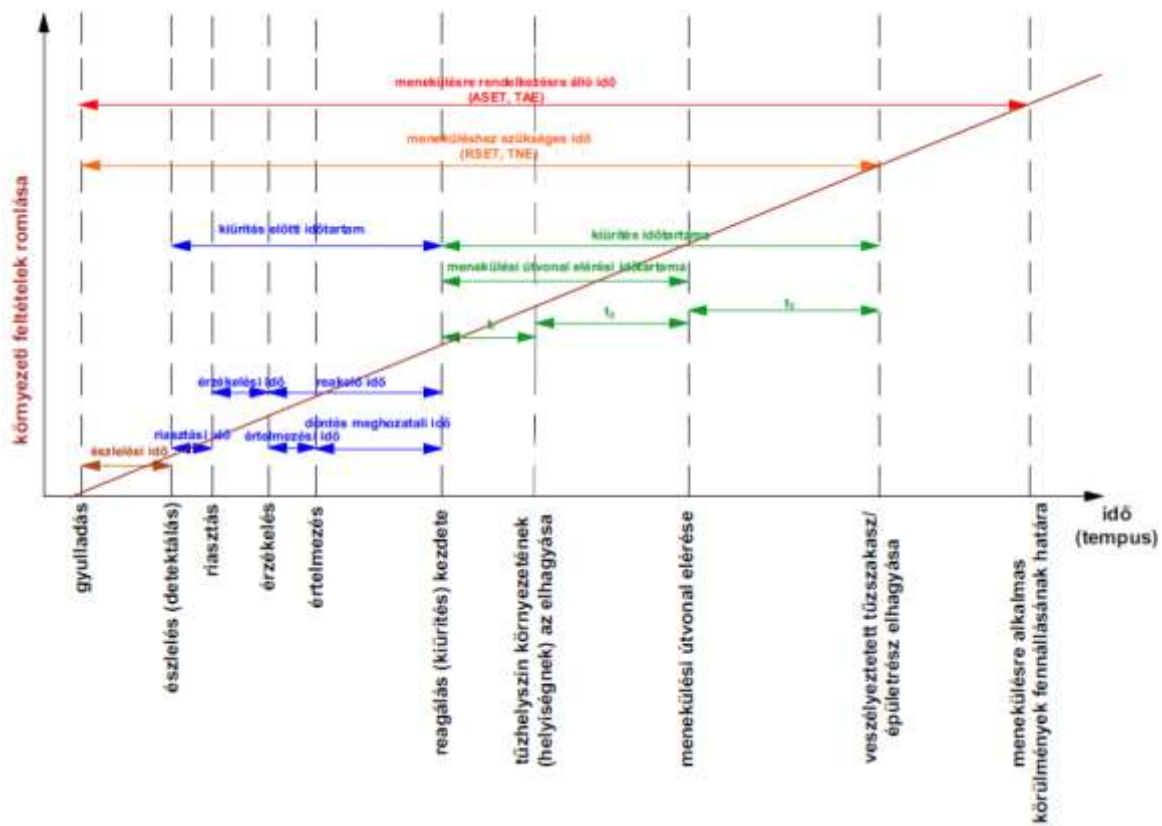 menekülésre rendelkezésre álló idő
(ASET, TAE)
meneküléshez szükséges idő
(RSET, TNE)
kiürítés előtti időtartam
kiürítés időtartama
menekülési útvonal elérési időtartama
t₂
t₃
érzékelési idő
reakció idő
döntés meghozatali idő
riasztási idő
értelmezési idő
észlelési idő
környezeti feltételek romlása
idő
(tempus)
gyulladás
észlelés (detektálás)
riasztás
érzékelés
értelmezés
reagálás (kiürítés) kezdete
tűzhelyszín környezetének
(helyiségnek) az elhagyása
menekülési útvonal elérése
veszélyeztetett tűzszakasz/
épületrész elhagyása
menekülésre alkalmas
körülmények fennállásának határa